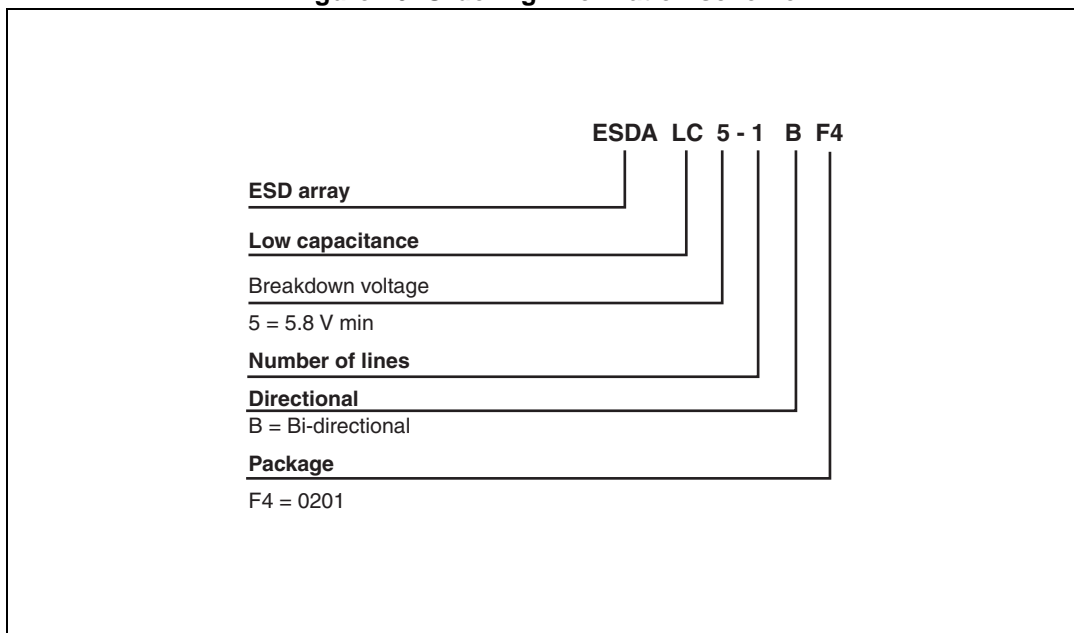 ESDA LC 5 - 1 B F4
ESD array
Low capacitance
Breakdown voltage
5 = 5.8 V min
Number of lines
Directional
B = Bi-directional
Package
F4 = 0201